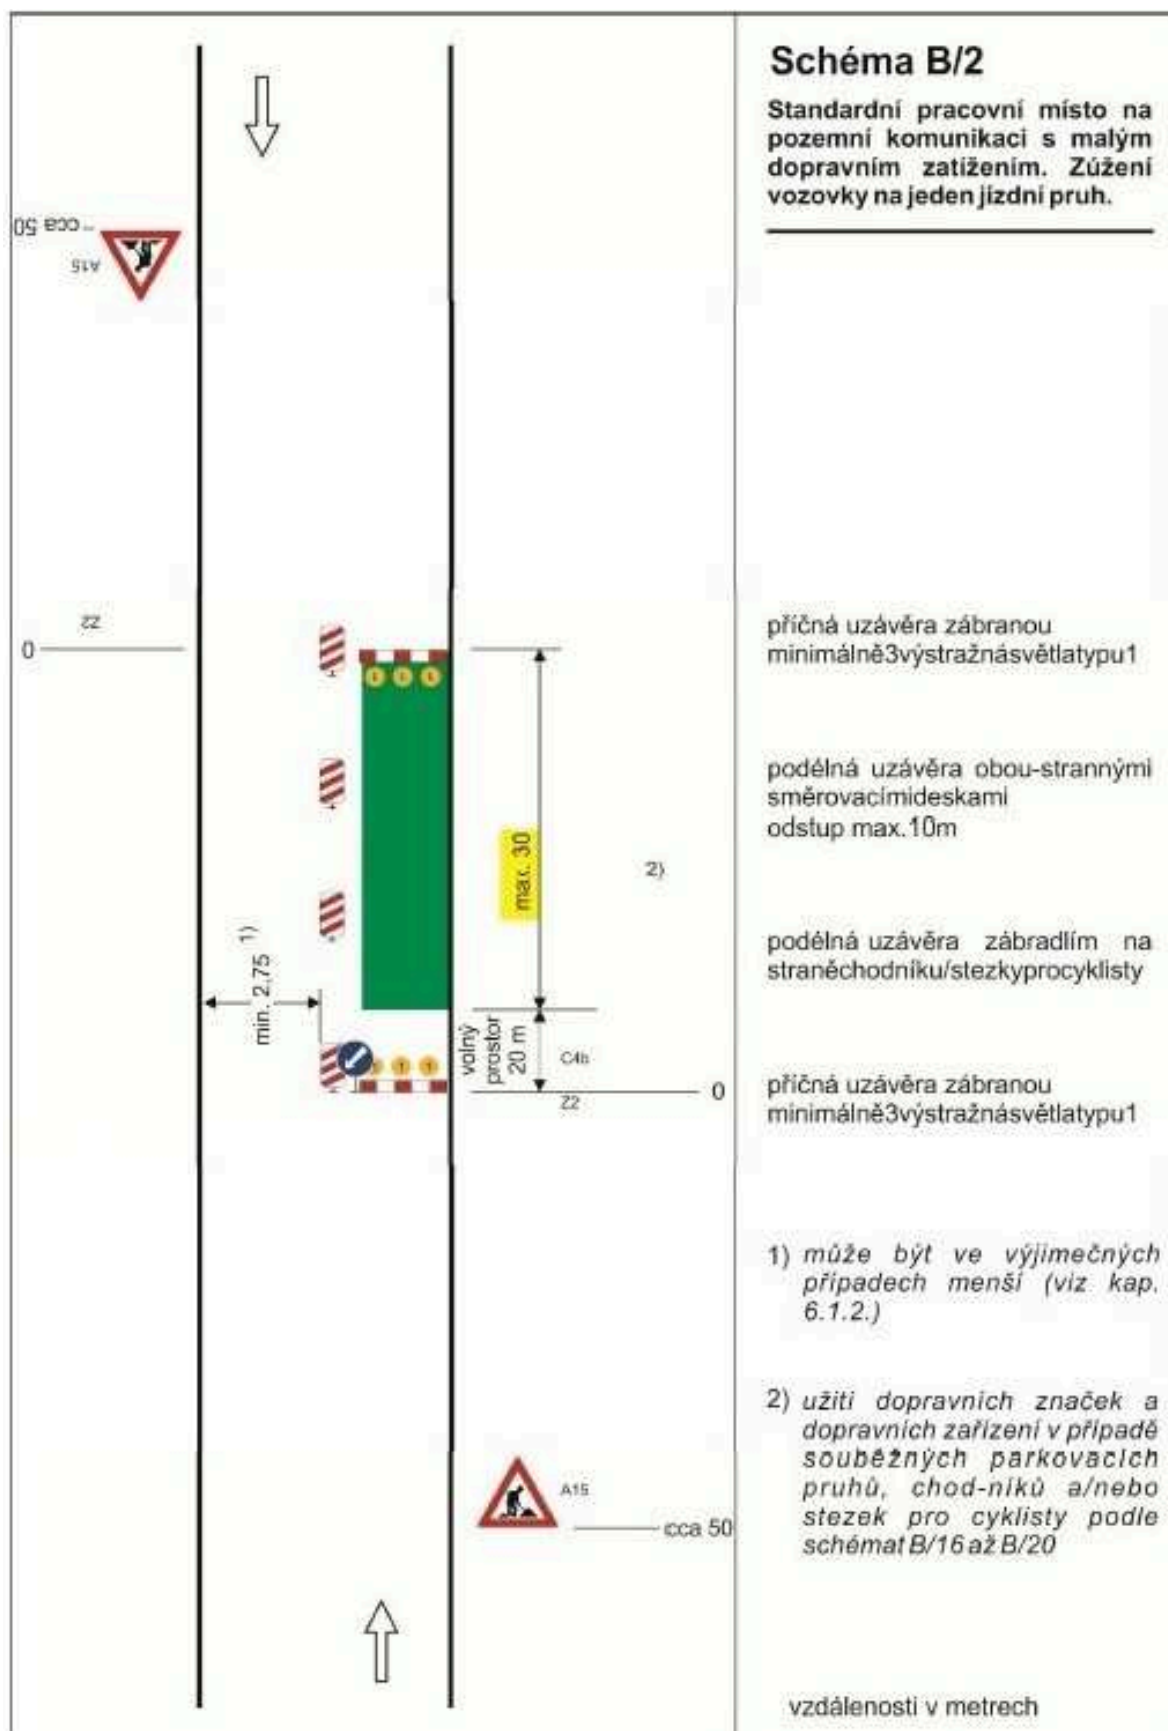 Schéma B/2
Standardní pracovní místo na
pozemní komunikaci s malým
dopravním zatížením. Zúžení
vozovky na jeden jízdní pruh.
cca 50
A15
Z2
0
příčná uzávěra zábranou
minimálně3výstražnásvětlatypu1
podélná uzávěra obou-strannými
směrovacímideskami
odstup max.10m
max. 30
2)
podélná uzávěra zábradlím na
straněchodníku/stezkyprocyklisty
min. 2,75 1)
volný
prostor
20 m
C4b
Z2
0
příčná uzávěra zábranou
minimálně3výstražnásvětlatypu1
1) může být ve výjimečných
případech menší (viz kap.
6.1.2.)
2) užití dopravních značek a
dopravních zařízení v případě
souběžných parkovacích
pruhů, chod-níků a/nebo
stezek pro cyklisty podle
schémat B/16 až B/20
A15
cca 50
vzdálenosti v metrech